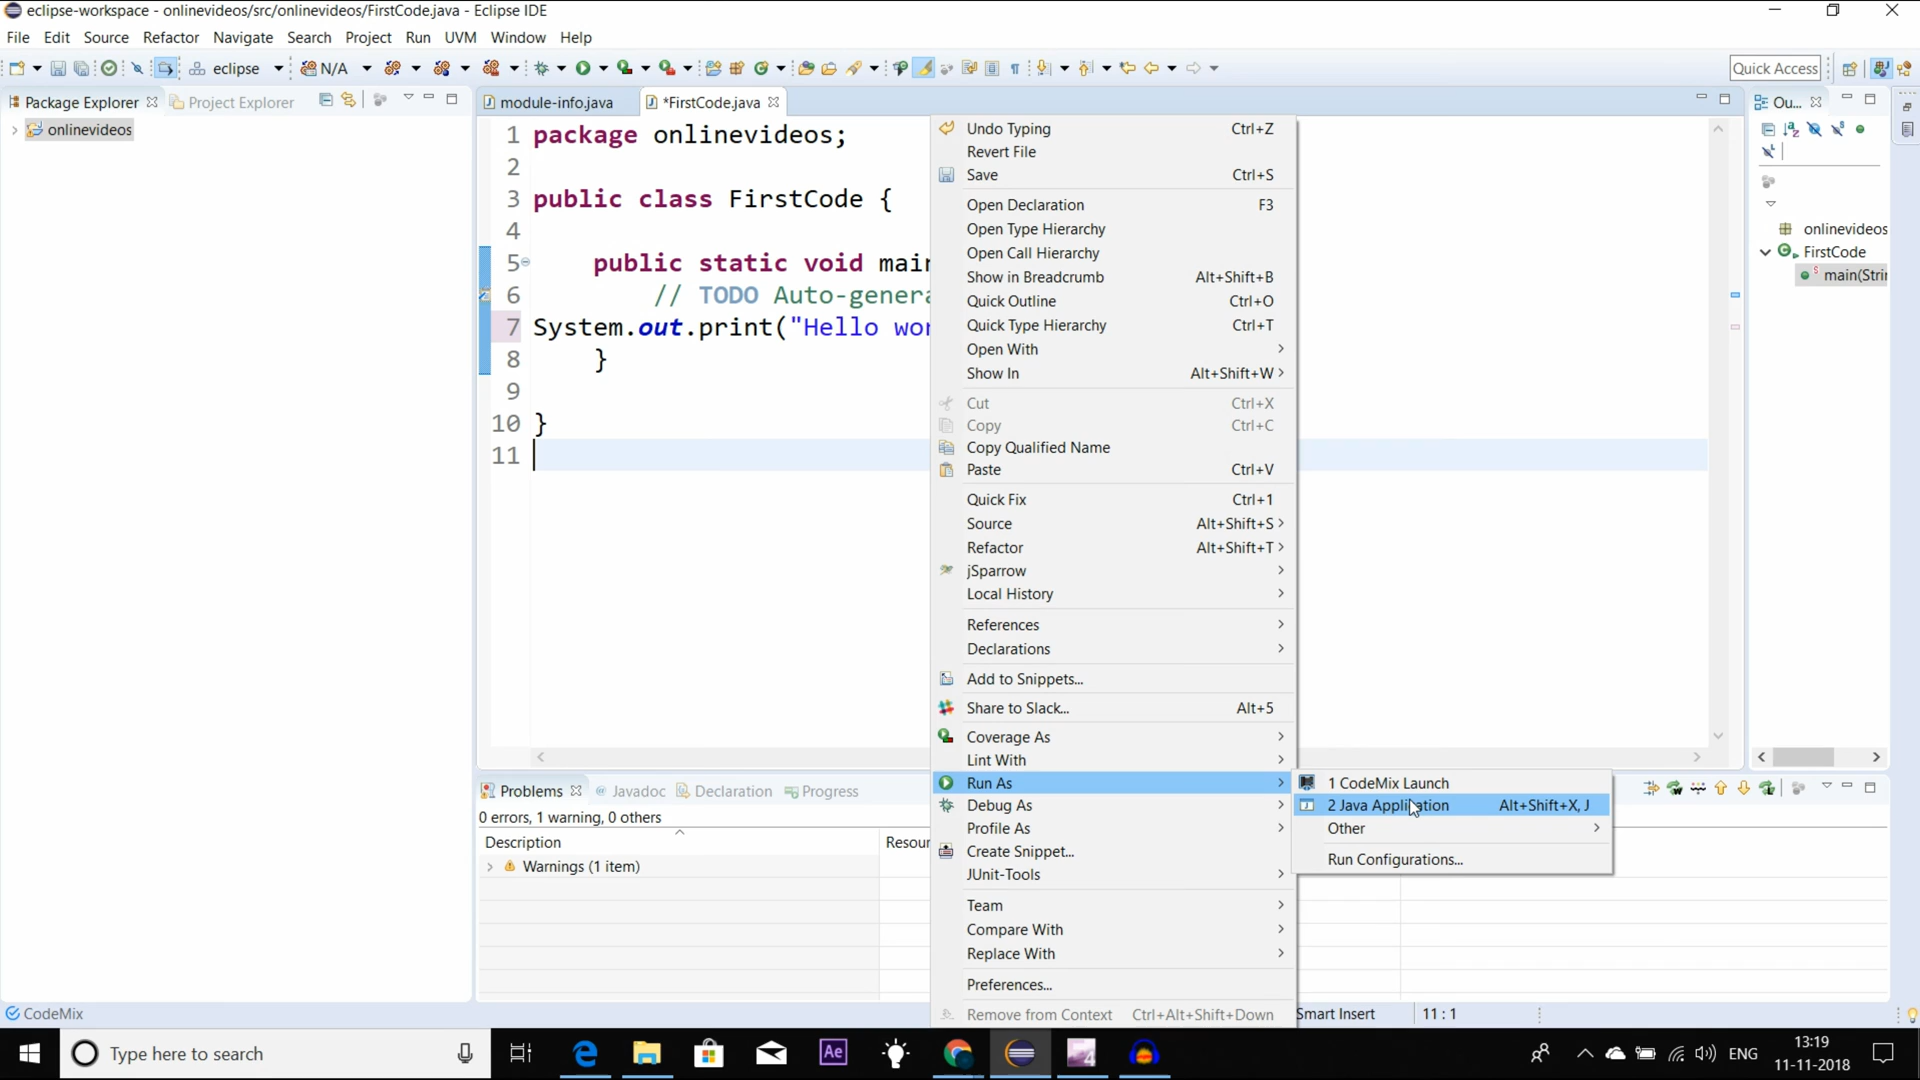 eclipse-workspace - onlinevideos/src/onlinevideos/FirstCode.java - Eclipse IDE
File Edit Source Refactor Navigate Search Project Run UVM Window Help
eclipse N/A Quick Access
Package Explorer Project Explorer module-info.java *FirstCode.java Ou...
onlinevideos
1 package onlinevideos;
2
3 public class FirstCode {
4
5 public static void main
6 // TODO Auto-genera
7 System.out.print("Hello wor
8 }
9
10 }
11
Undo Typing Ctrl+Z
Revert File
Save Ctrl+S
Open Declaration F3
Open Type Hierarchy
Open Call Hierarchy
Show in Breadcrumb Alt+Shift+B
Quick Outline Ctrl+O
Quick Type Hierarchy Ctrl+T
Open With
Show In Alt+Shift+W
Cut Ctrl+X
Copy Ctrl+C
Copy Qualified Name
Paste Ctrl+V
Quick Fix Ctrl+1
Source Alt+Shift+S
Refactor Alt+Shift+T
jSparrow
Local History
References
Declarations
Add to Snippets...
Share to Slack... Alt+5
Coverage As
Lint With
Run As
Debug As
Profile As
Create Snippet...
JUnit-Tools
Team
Compare With
Replace With
Preferences...
Remove from Context Ctrl+Alt+Shift+Down
1 CodeMix Launch
2 Java Application Alt+Shift+X, J
Other
Run Configurations...
onlinevideos
FirstCode
main(Strin
Problems Javadoc Declaration Progress
0 errors, 1 warning, 0 others
Description Resour
Warnings (1 item)
CodeMix Smart Insert 11 : 1
Type here to search Ae 4 ENG 13:19
11-11-2018